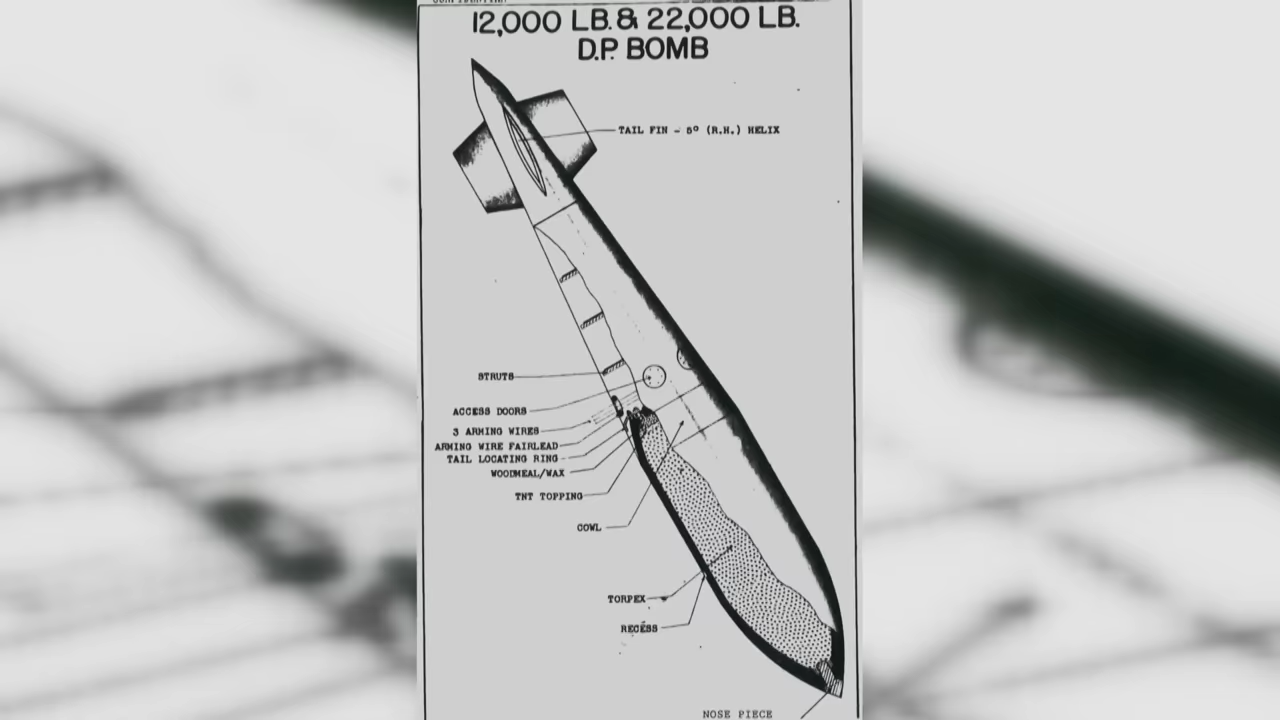 12,000 LB. & 22,000 LB.
D.P. BOMB
TAIL FIN - 5° (R.H.) HELIX
STRUTS
ACCESS DOORS
3 ARMING WIRES
ARMING WIRE FAIRLEAD
TAIL LOCATING RING
WOODMEAL/WAX
TNT TOPPING
COWL
TORPEX
RECESS
NOSE PIECE